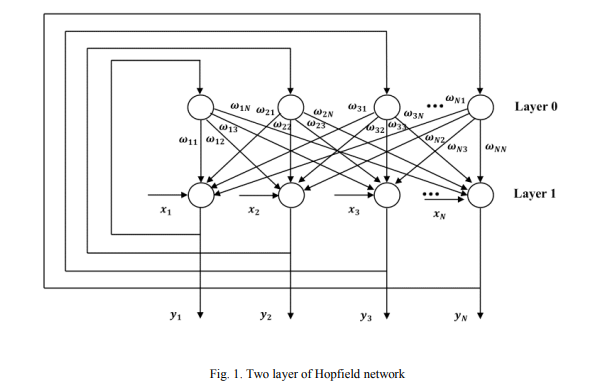 ω1N ω21 ω2N ω31 ω3N ••• ωN1 Layer 0
ω11 ω12 ω13 ω22 ω23 ω32 ω33 ωN2 ωN3 ωNN
••• Layer 1
x1 x2 x3 xN
y1 y2 y3 yN
Fig. 1. Two layer of Hopfield network